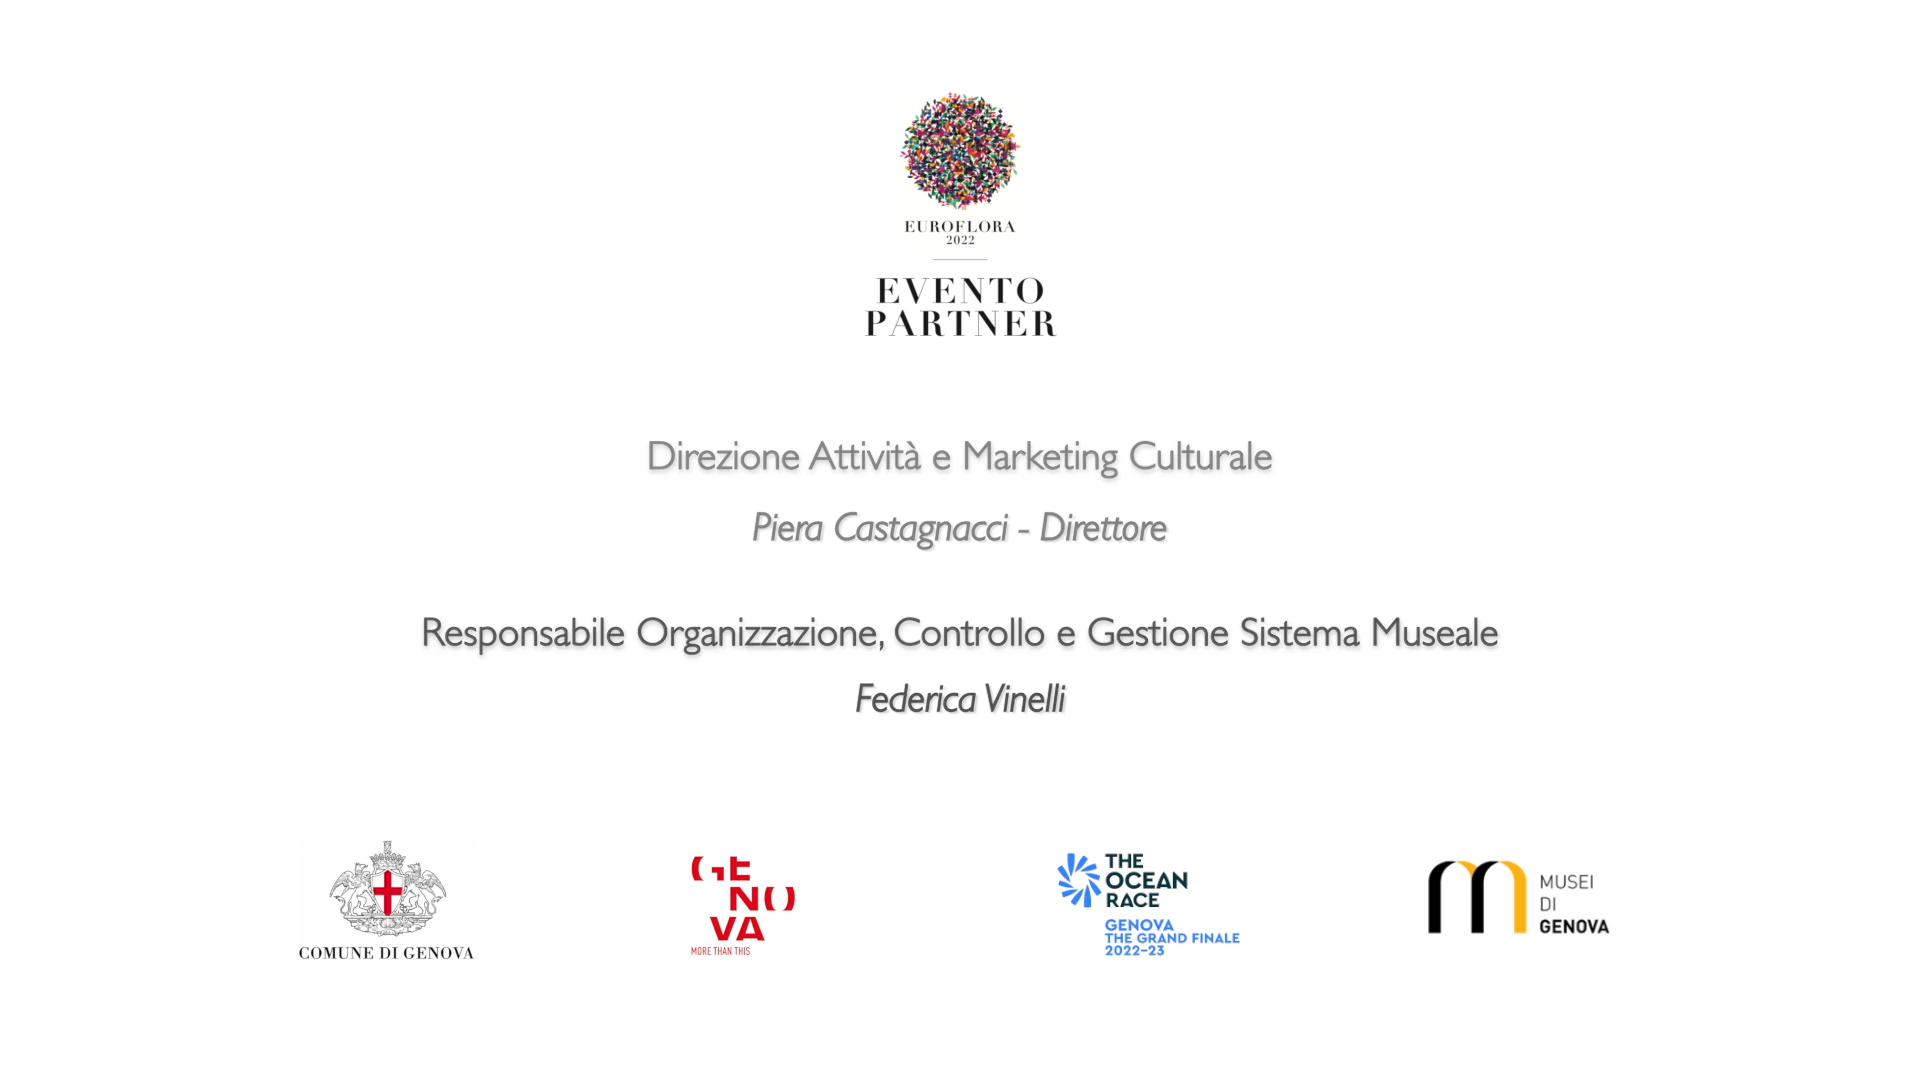 EUROFLORA
2022
EVENTO
PARTNER
Direzione Attività e Marketing Culturale
Piera Castagnacci - Direttore
Responsabile Organizzazione, Controllo e Gestione Sistema Museale
Federica Vinelli
COMUNE DI GENOVA
GE
NO
VA
MORE THAN THIS
THE
OCEAN
RACE
GENOVA
THE GRAND FINALE
2022-23
MUSEI
DI
GENOVA